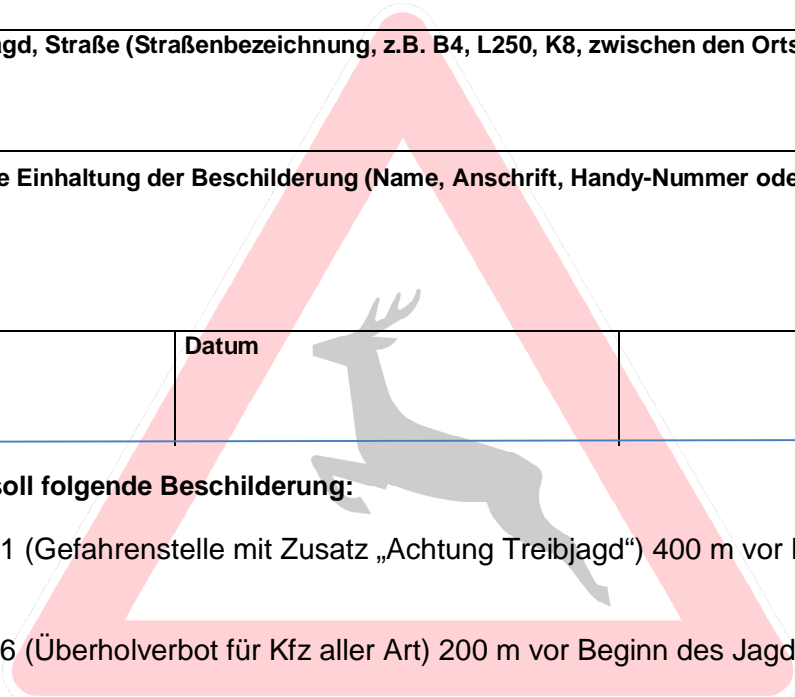 gd, Straße (Straßenbezeichnung, z.B. B4, L250, K8, zwischen den Orts
e Einhaltung der Beschilderung (Name, Anschrift, Handy-Nummer ode
Datum
soll folgende Beschilderung:
1 (Gefahrenstelle mit Zusatz „Achtung Treibjagd“) 400 m vor
6 (Überholverbot für Kfz aller Art) 200 m vor Beginn des Jagd